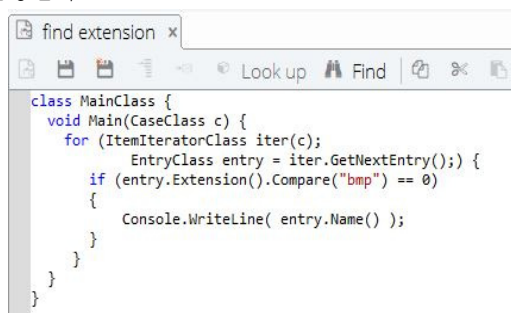 find extension x
Look up Find
class MainClass {
void Main(CaseClass c) {
for (ItemIteratorClass iter(c);
EntryClass entry = iter.GetNextEntry();) {
if (entry.Extension().Compare("bmp") == 0)
{
Console.WriteLine( entry.Name() );
}
}
}
}